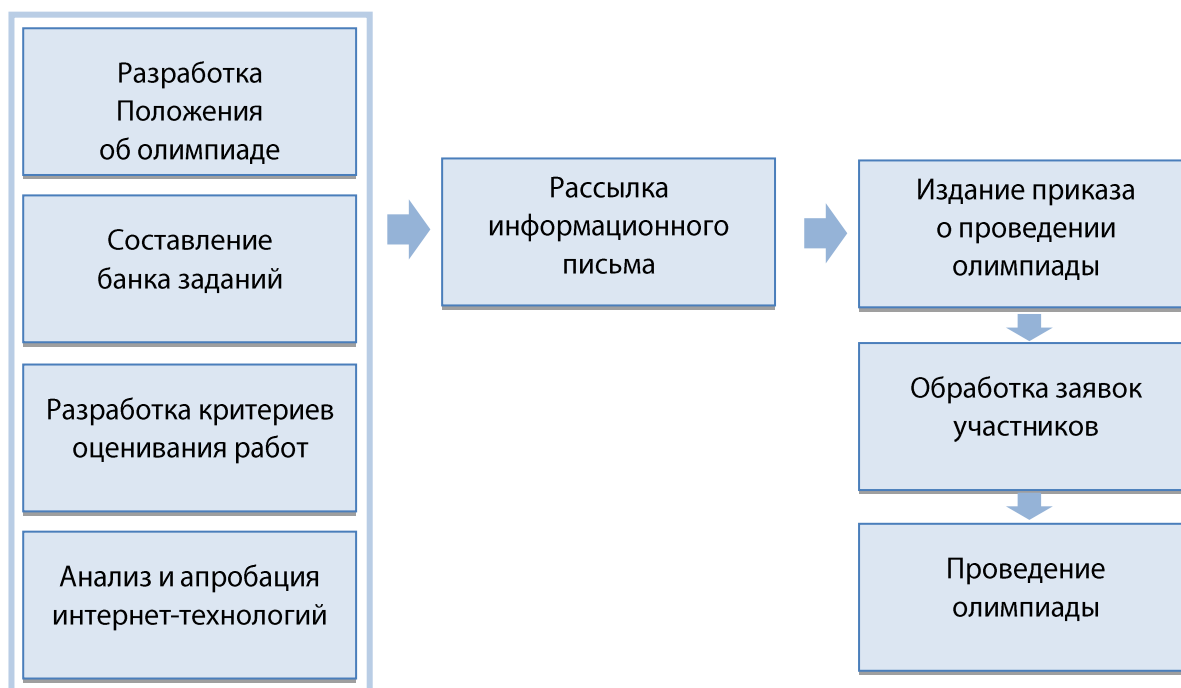 Разработка
Положения
об олимпиаде
Составление
банка заданий
Разработка критериев
оценивания работ
Анализ и апробация
интернет-технологий
Рассылка
информационного
письма
Издание приказа
о проведении
олимпиады
Обработка заявок
участников
Проведение
олимпиады